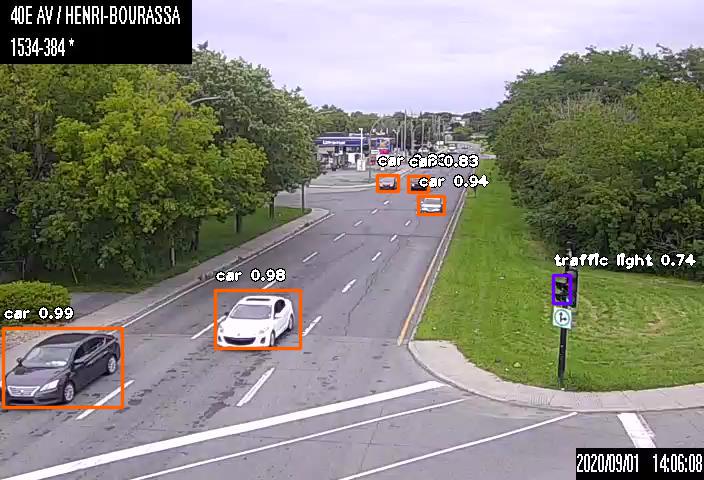 40E AV / HENRI-BOURASSA
1534-384 *
car 0.83
car 0.94
traffic light 0.74
car 0.98
car 0.99
2020/09/01 14:06:08